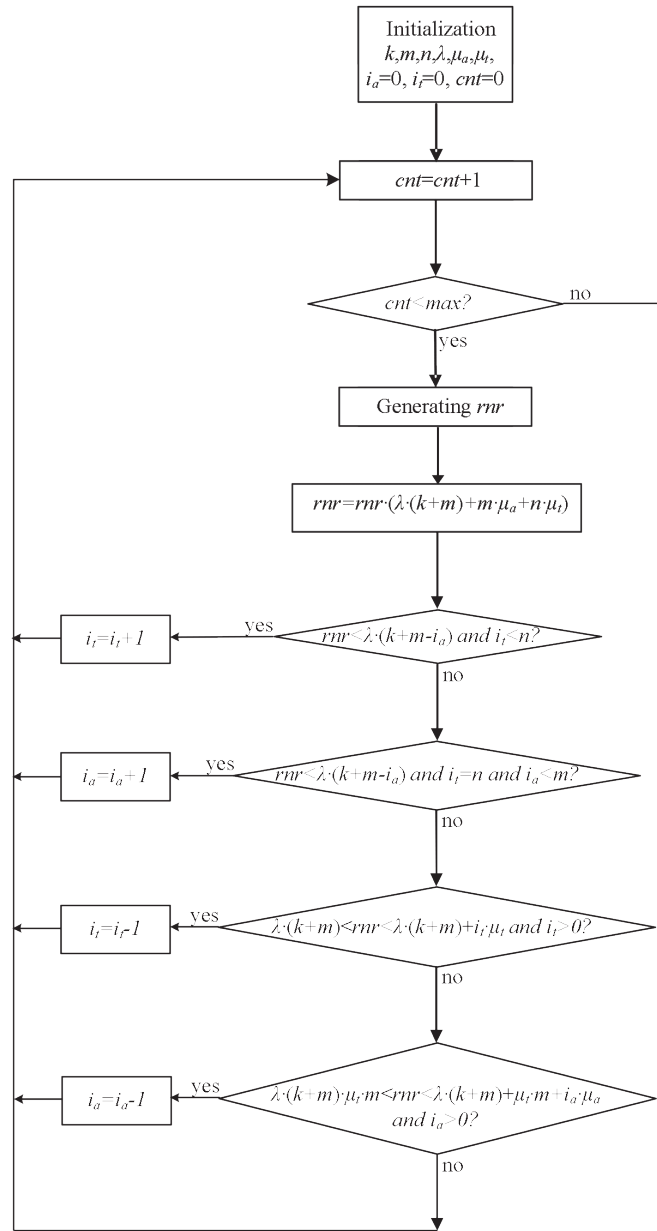 Initialization
k,m,n,λ,μₐ,μₜ,
iₐ=0, iₜ=0, cnt=0
cnt=cnt+1
cnt<max?
no
yes
Generating rnr
rnr=rnr·(λ·(k+m)+m·μₐ+n·μₜ)
rnr<λ·(k+m-iₐ) and iₜ<n?
yes
iₜ=iₜ+1
no
rnr<λ·(k+m-iₐ) and iₜ=n and iₐ<m?
yes
iₐ=iₐ+1
no
λ·(k+m)<rnr<λ·(k+m)+iₜ·μₜ and iₜ>0?
yes
iₜ=iₜ-1
no
λ·(k+m)·μₜ·m<rnr<λ·(k+m)+μₜ·m+iₐ·μₐ
and iₐ>0?
yes
iₐ=iₐ-1
no